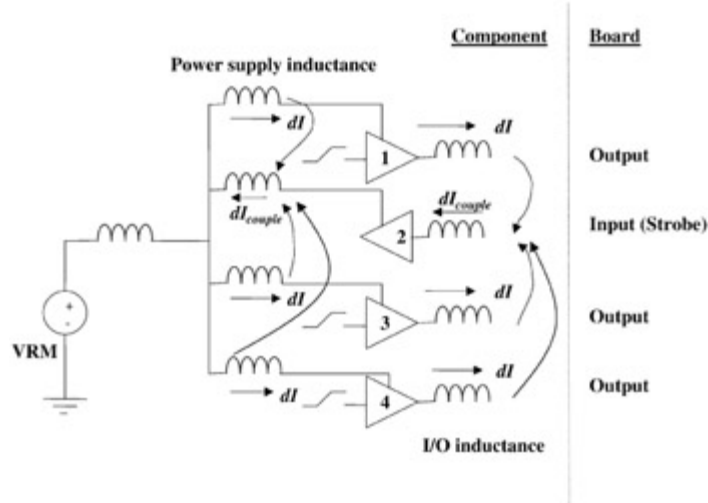 Component
Board
Power supply inductance
dI
dI
1
Output
dIcouple
dIcouple
2
Input (Strobe)
+
-
VRM
dI
dI
3
Output
dI
dI
4
Output
I/O inductance